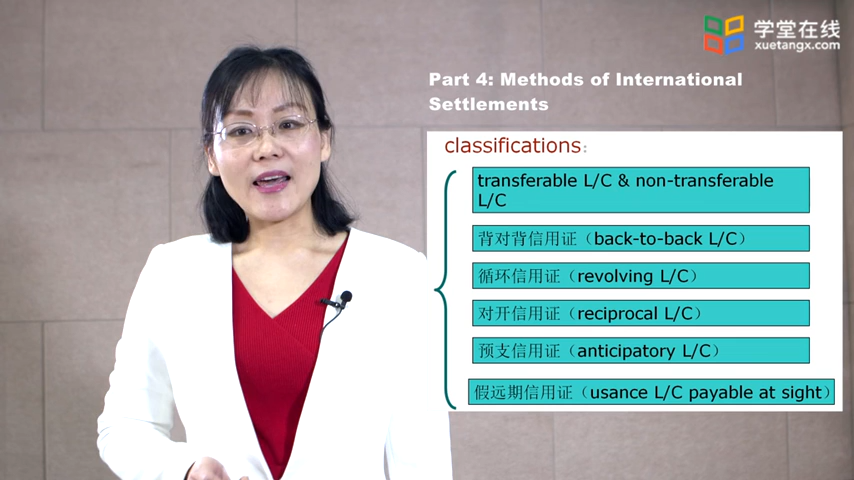 学堂在线
xuetangx.com
Part 4: Methods of International
Settlements
classifications:
transferable L/C & non-transferable
L/C
背对背信用证（back-to-back L/C）
循环信用证（revolving L/C）
对开信用证（reciprocal L/C）
预支信用证（anticipatory L/C）
假远期信用证（usance L/C payable at sight）